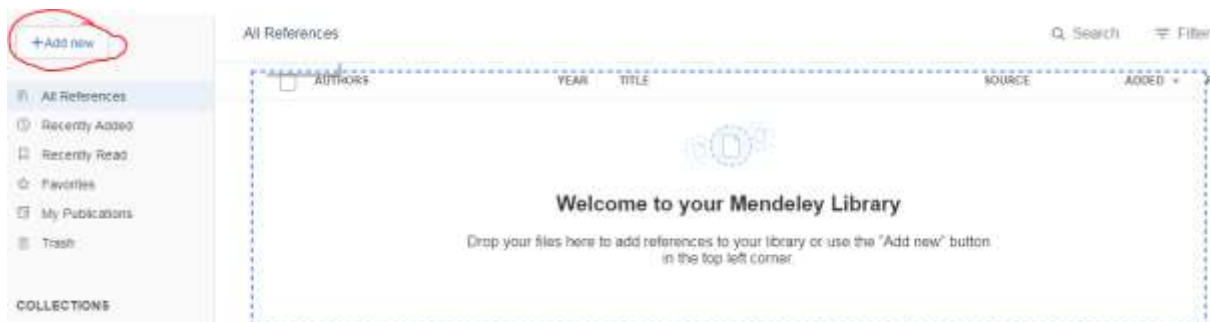 +Add new
All References
Search
Filter
AUTHORS YEAR TITLE SOURCE ADDED
All References
Recently Added
Recently Read
Favorites
My Publications
Trash
COLLECTIONS
Welcome to your Mendeley Library
Drop your files here to add references to your library or use the "Add new" button
in the top left corner.